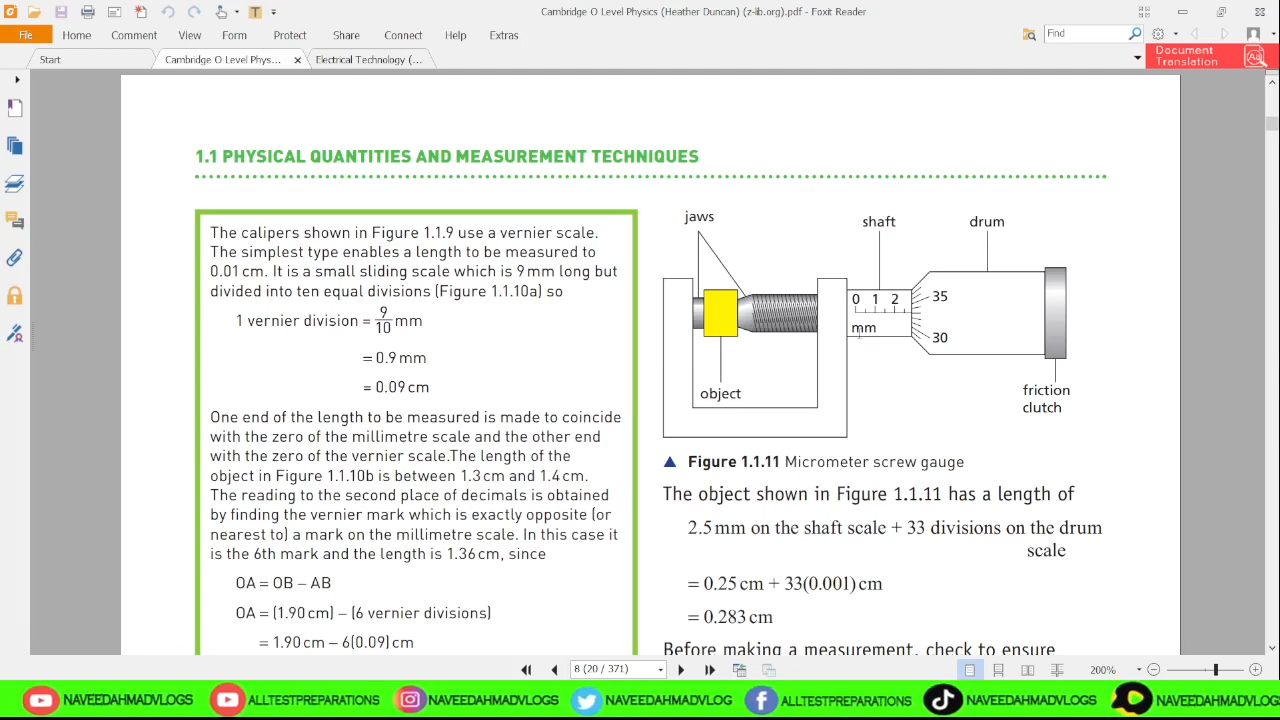 Cambridge O Level Physics (Heather Duncan) (z-lib.org).pdf - Foxit Reader
File Home Comment View Form Protect Share Connect Help Extras Find
Start Cambridge O Level Phys... Electrical Technology (...
Document
Translation
1.1 PHYSICAL QUANTITIES AND MEASUREMENT TECHNIQUES
The calipers shown in Figure 1.1.9 use a vernier scale.
The simplest type enables a length to be measured to
0.01 cm. It is a small sliding scale which is 9 mm long but
divided into ten equal divisions (Figure 1.1.10a) so
1 vernier division = 9/10 mm
= 0.9 mm
= 0.09 cm
One end of the length to be measured is made to coincide
with the zero of the millimetre scale and the other end
with the zero of the vernier scale.The length of the
object in Figure 1.1.10b is between 1.3 cm and 1.4 cm.
The reading to the second place of decimals is obtained
by finding the vernier mark which is exactly opposite (or
nearest to) a mark on the millimetre scale. In this case it
is the 6th mark and the length is 1.36 cm, since
OA = OB – AB
OA = (1.90 cm) – (6 vernier divisions)
= 1.90 cm – 6(0.09) cm
jaws
shaft
drum
0 1 2
mm
35
30
object
friction
clutch
▲ Figure 1.1.11 Micrometer screw gauge
The object shown in Figure 1.1.11 has a length of
2.5 mm on the shaft scale + 33 divisions on the drum
scale
= 0.25 cm + 33(0.001) cm
= 0.283 cm
Before making a measurement, check to ensure
8 (20 / 371)
200%
NAVEEDAHMADVLOGS ALLTESTPREPARATIONS NAVEEDAHMADVLOGS NAVEEDAHMADVLOG ALLTESTPREPARATIONS NAVEEDAHMADVLOGS NAVEEDAHMADVLOG